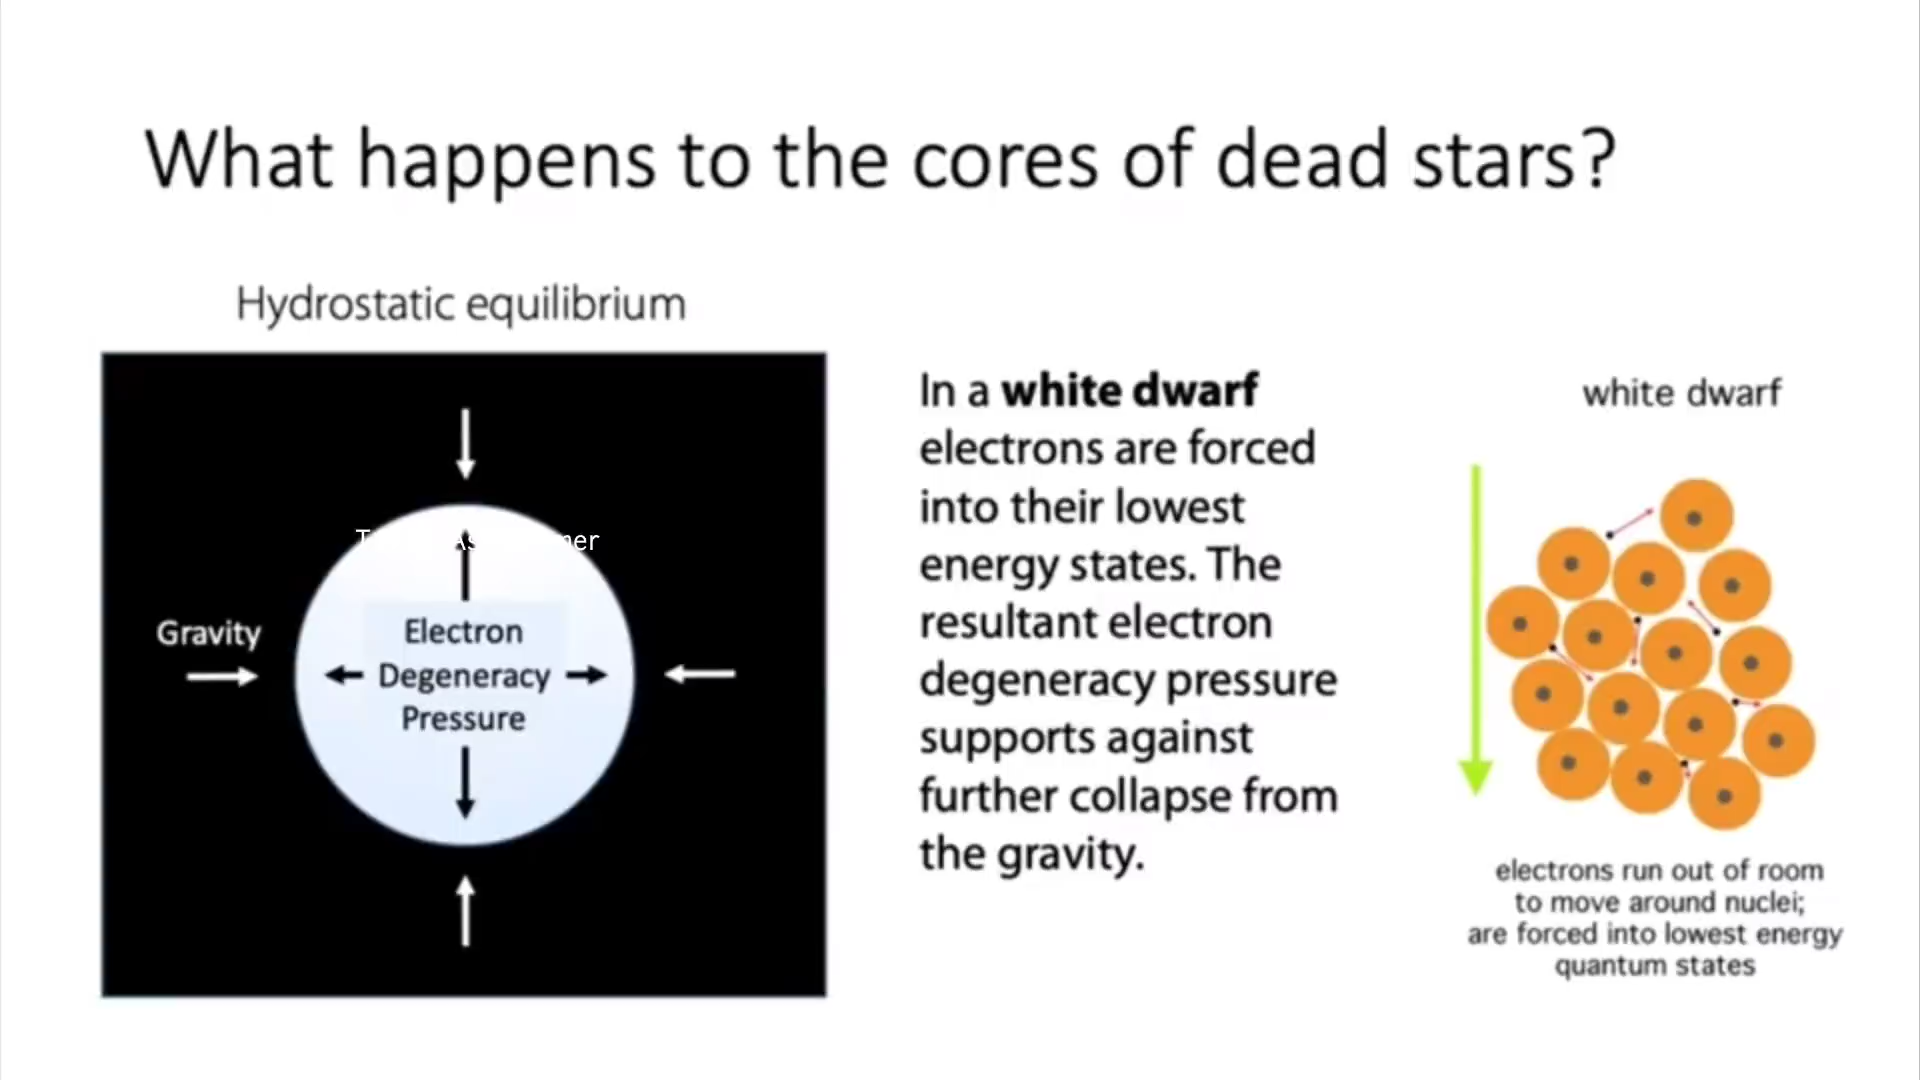 What happens to the cores of dead stars?
Hydrostatic equilibrium
Gravity
Electron
Degeneracy
Pressure
In a white dwarf
electrons are forced
into their lowest
energy states. The
resultant electron
degeneracy pressure
supports against
further collapse from
the gravity.
white dwarf
electrons run out of room
to move around nuclei;
are forced into lowest energy
quantum states